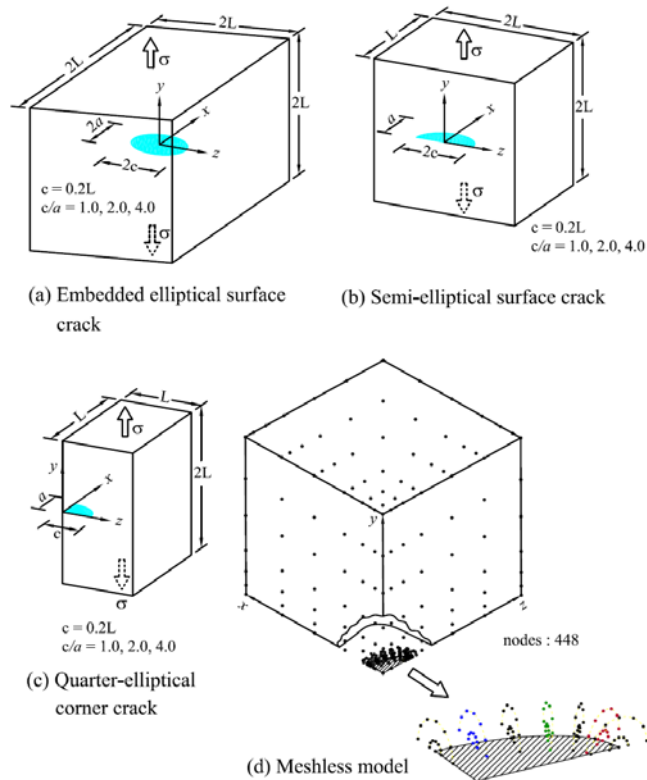 2L
2L
σ
2L
y
x
2a
z
2c
c = 0.2L
c/a = 1.0, 2.0, 4.0
σ
(a) Embedded elliptical surface
crack
L
2L
σ
2L
y
x
a
z
2c
σ
c = 0.2L
c/a = 1.0, 2.0, 4.0
(b) Semi-elliptical surface crack
L
L
σ
2L
y
x
a
z
c
σ
c = 0.2L
c/a = 1.0, 2.0, 4.0
(c) Quarter-elliptical
corner crack
y
-x
z
nodes : 448
(d) Meshless model